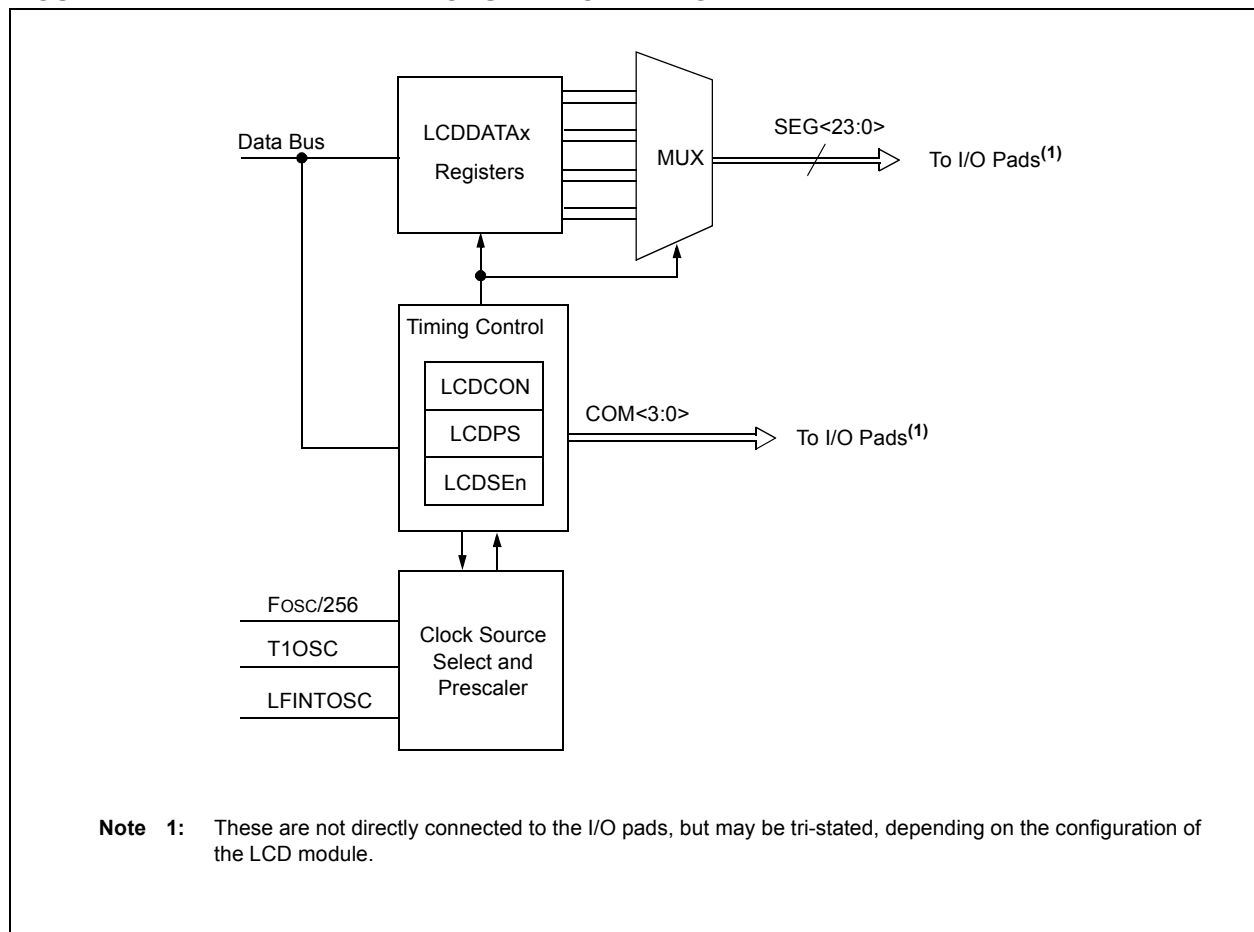 LCDDATAx
Registers
Data Bus
MUX
SEG<23:0>
To I/O Pads(1)
Timing Control
LCDCON
LCDPS
LCDSEn
COM<3:0>
To I/O Pads(1)
FOSC/256
T1OSC
LFINTOSC
Clock Source
Select and
Prescaler
Note 1: These are not directly connected to the I/O pads, but may be tri-stated, depending on the configuration of
the LCD module.